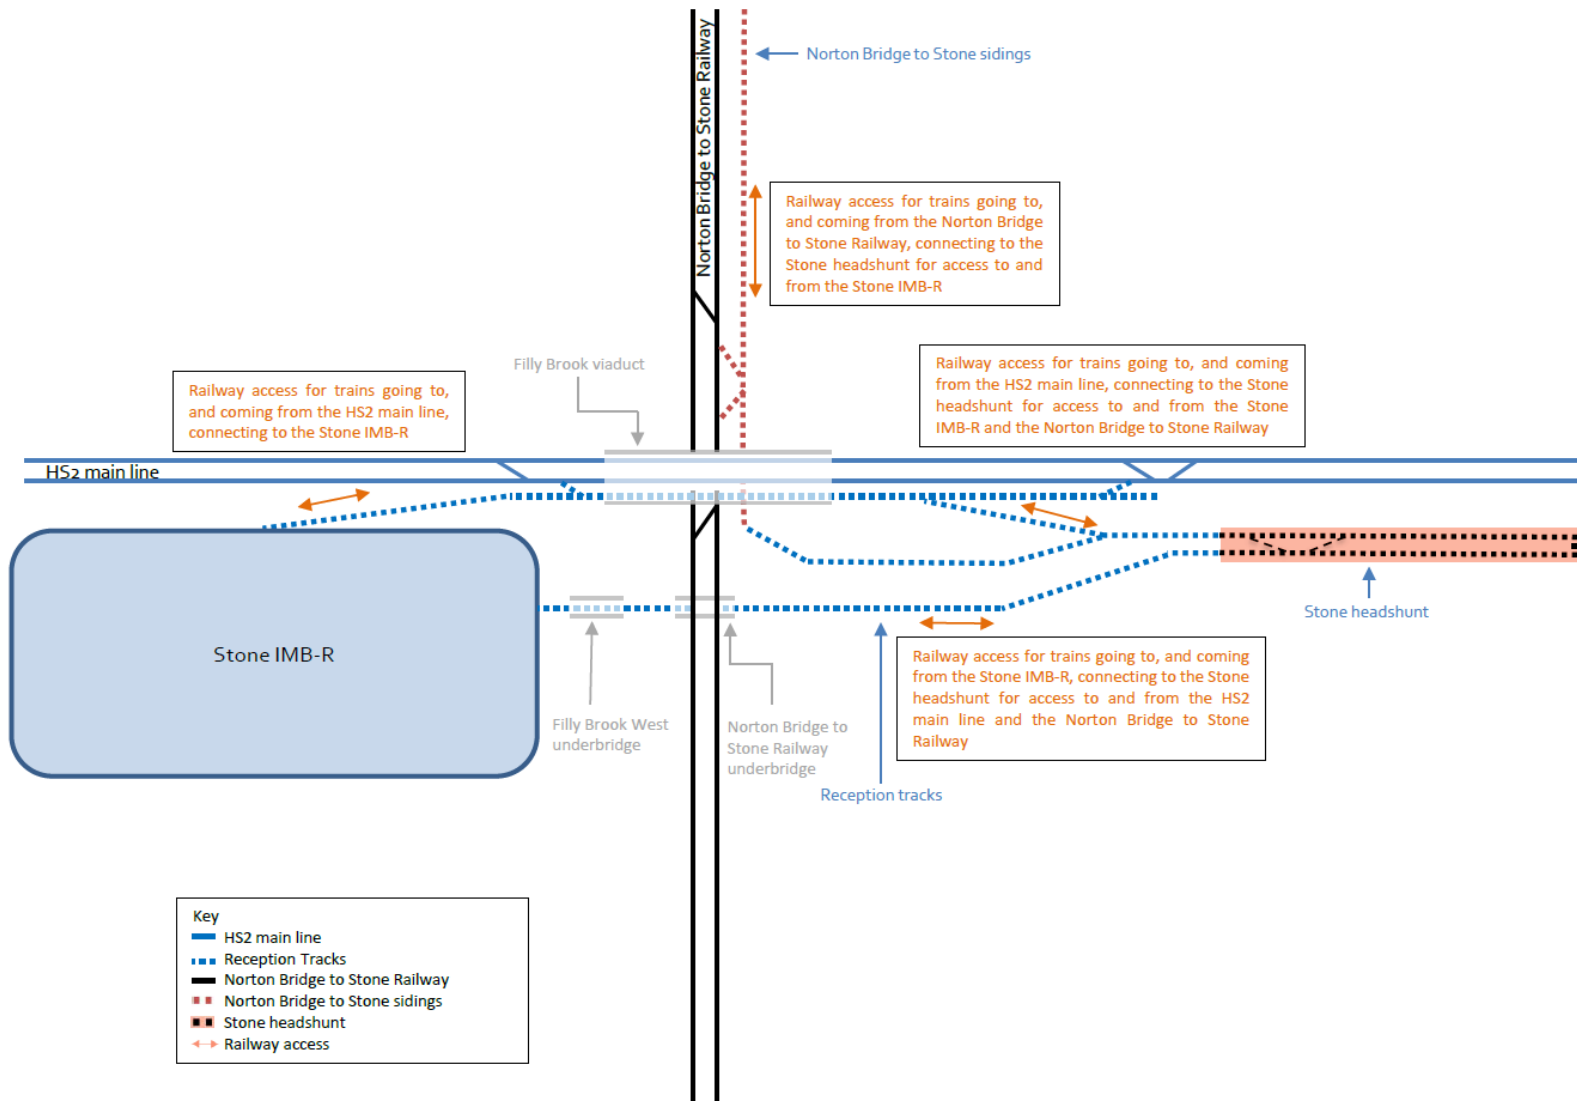 Norton Bridge to Stone Railway
Norton Bridge to Stone sidings
Railway access for trains going to,
and coming from the Norton Bridge
to Stone Railway, connecting to the
Stone headshunt for access to and
from the Stone IMB-R
Filly Brook viaduct
Railway access for trains going to,
and coming from the HS2 main line,
connecting to the Stone IMB-R
Railway access for trains going to, and coming
from the HS2 main line, connecting to the Stone
headshunt for access to and from the Stone
IMB-R and the Norton Bridge to Stone Railway
HS2 main line
Stone headshunt
Stone IMB-R
Railway access for trains going to, and coming
from the Stone IMB-R, connecting to the Stone
headshunt for access to and from the HS2
main line and the Norton Bridge to Stone
Railway
Filly Brook West
underbridge
Norton Bridge to
Stone Railway
underbridge
Reception tracks
Key
HS2 main line
Reception Tracks
Norton Bridge to Stone Railway
Norton Bridge to Stone sidings
Stone headshunt
Railway access